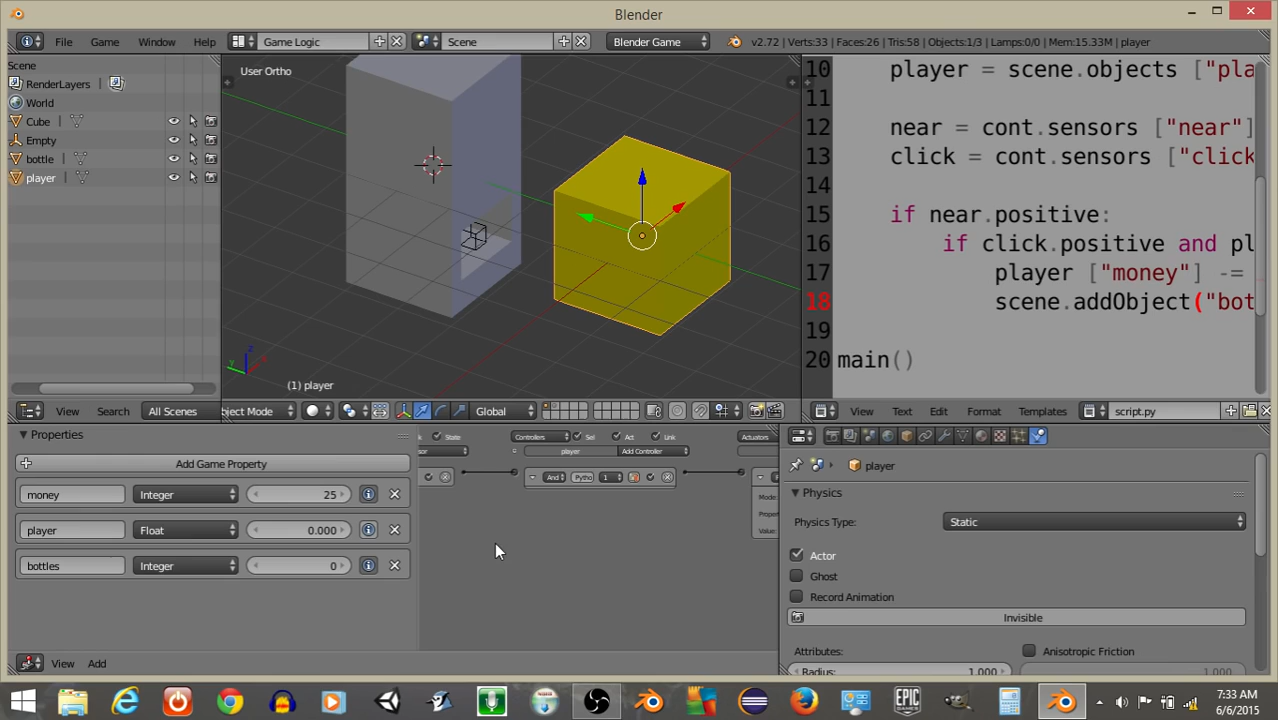 Blender
File Game Window Help Game Logic Scene Blender Game v2.72 | Verts:33 | Faces:26 | Tris:58 | Objects:1/3 | Lamps:0/0 | Mem:15.33M | player
Scene
RenderLayers
World
Cube
Empty
bottle
player
View Search All Scenes
User Ortho
(1) player
bject Mode Global
10 player = scene.objects ["pla
11
12 near = cont.sensors ["near"]
13 click = cont.sensors ["click
14
15 if near.positive:
16 if click.positive and pl
17 player ["money"] -=
18 scene.addObject("bot
19
20 main()
View Text Edit Format Templates script.py
Properties
Add Game Property
money Integer 25
player Float 0.000
bottles Integer 0
View Add
State Controllers Sel Act Link Actuators
sor player Add Controller
And Pytho 1
Mode:
Propert
Value:
player
Physics
Physics Type: Static
Actor
Ghost
Record Animation
Invisible
Attributes: Anisotropic Friction
Radius: 1.000 1.000
EPIC GAMES
7:33 AM
6/6/2015